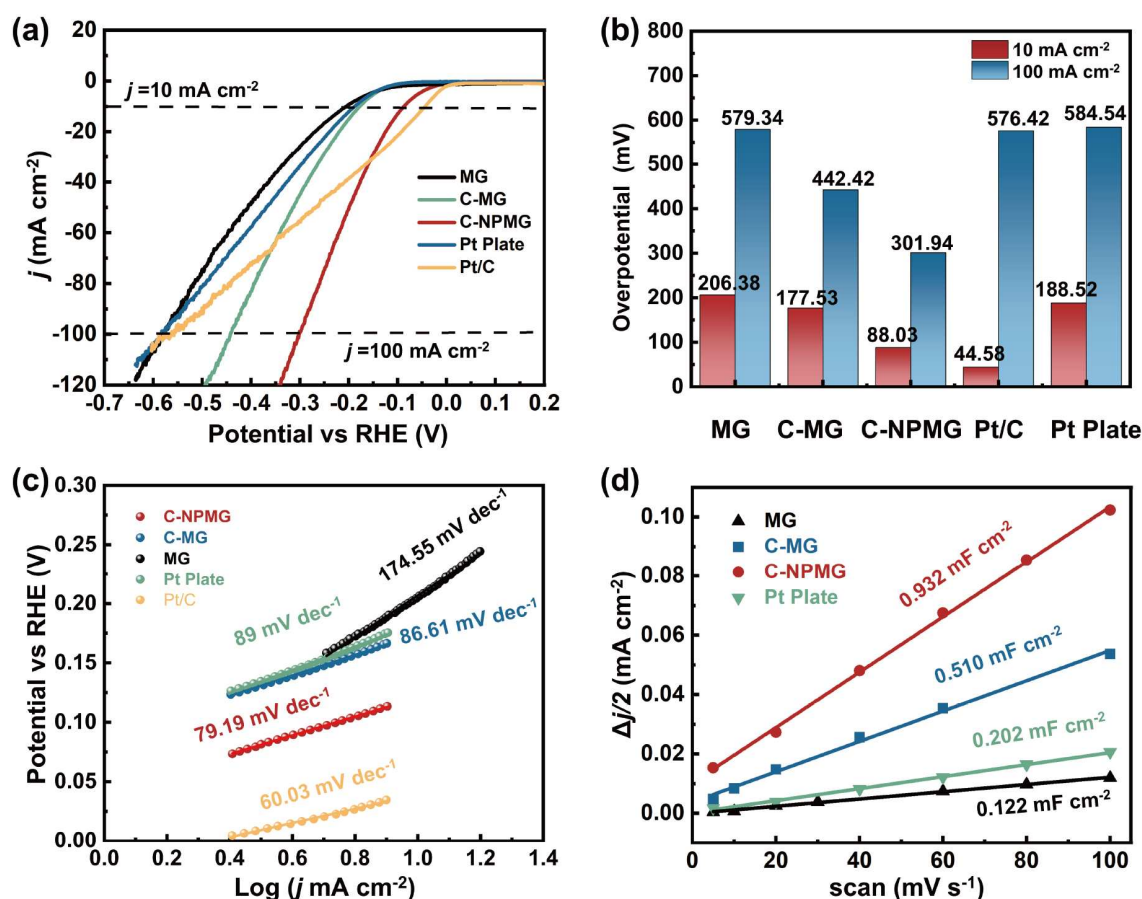 (a)
20
0
-20
-40
-60
-80
-100
-120
j =10 mA cm-2
MG
C-MG
C-NPMG
Pt Plate
Pt/C
j =100 mA cm-2
j (mA cm-2)
-0.7 -0.6 -0.5 -0.4 -0.3 -0.2 -0.1 0.0 0.1 0.2
Potential vs RHE (V)
(b)
800
700
600
500
400
300
200
100
0
Overpotential (mV)
10 mA cm-2
100 mA cm-2
206.38
579.34
177.53
442.42
88.03
301.94
44.58
576.42
188.52
584.54
MG C-MG C-NPMG Pt/C Pt Plate
(c)
0.30
0.25
0.20
0.15
0.10
0.05
0.00
Potential vs RHE (V)
C-NPMG
C-MG
MG
Pt Plate
Pt/C
174.55 mV dec-1
89 mV dec-1
86.61 mV dec-1
79.19 mV dec-1
60.03 mV dec-1
0.0 0.2 0.4 0.6 0.8 1.0 1.2 1.4
Log (j mA cm-2)
(d)
0.10
0.08
0.06
0.04
0.02
0.00
Δj/2 (mA cm-2)
MG
C-MG
C-NPMG
Pt Plate
0.932 mF cm-2
0.510 mF cm-2
0.202 mF cm-2
0.122 mF cm-2
20 40 60 80 100
scan (mV s-1)